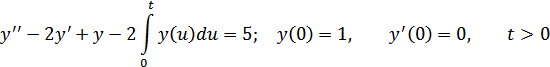 y'' − 2y' + y − 2∫₀ᵗ y(u)du = 5;   y(0) = 1,   y'(0) = 0,   t > 0